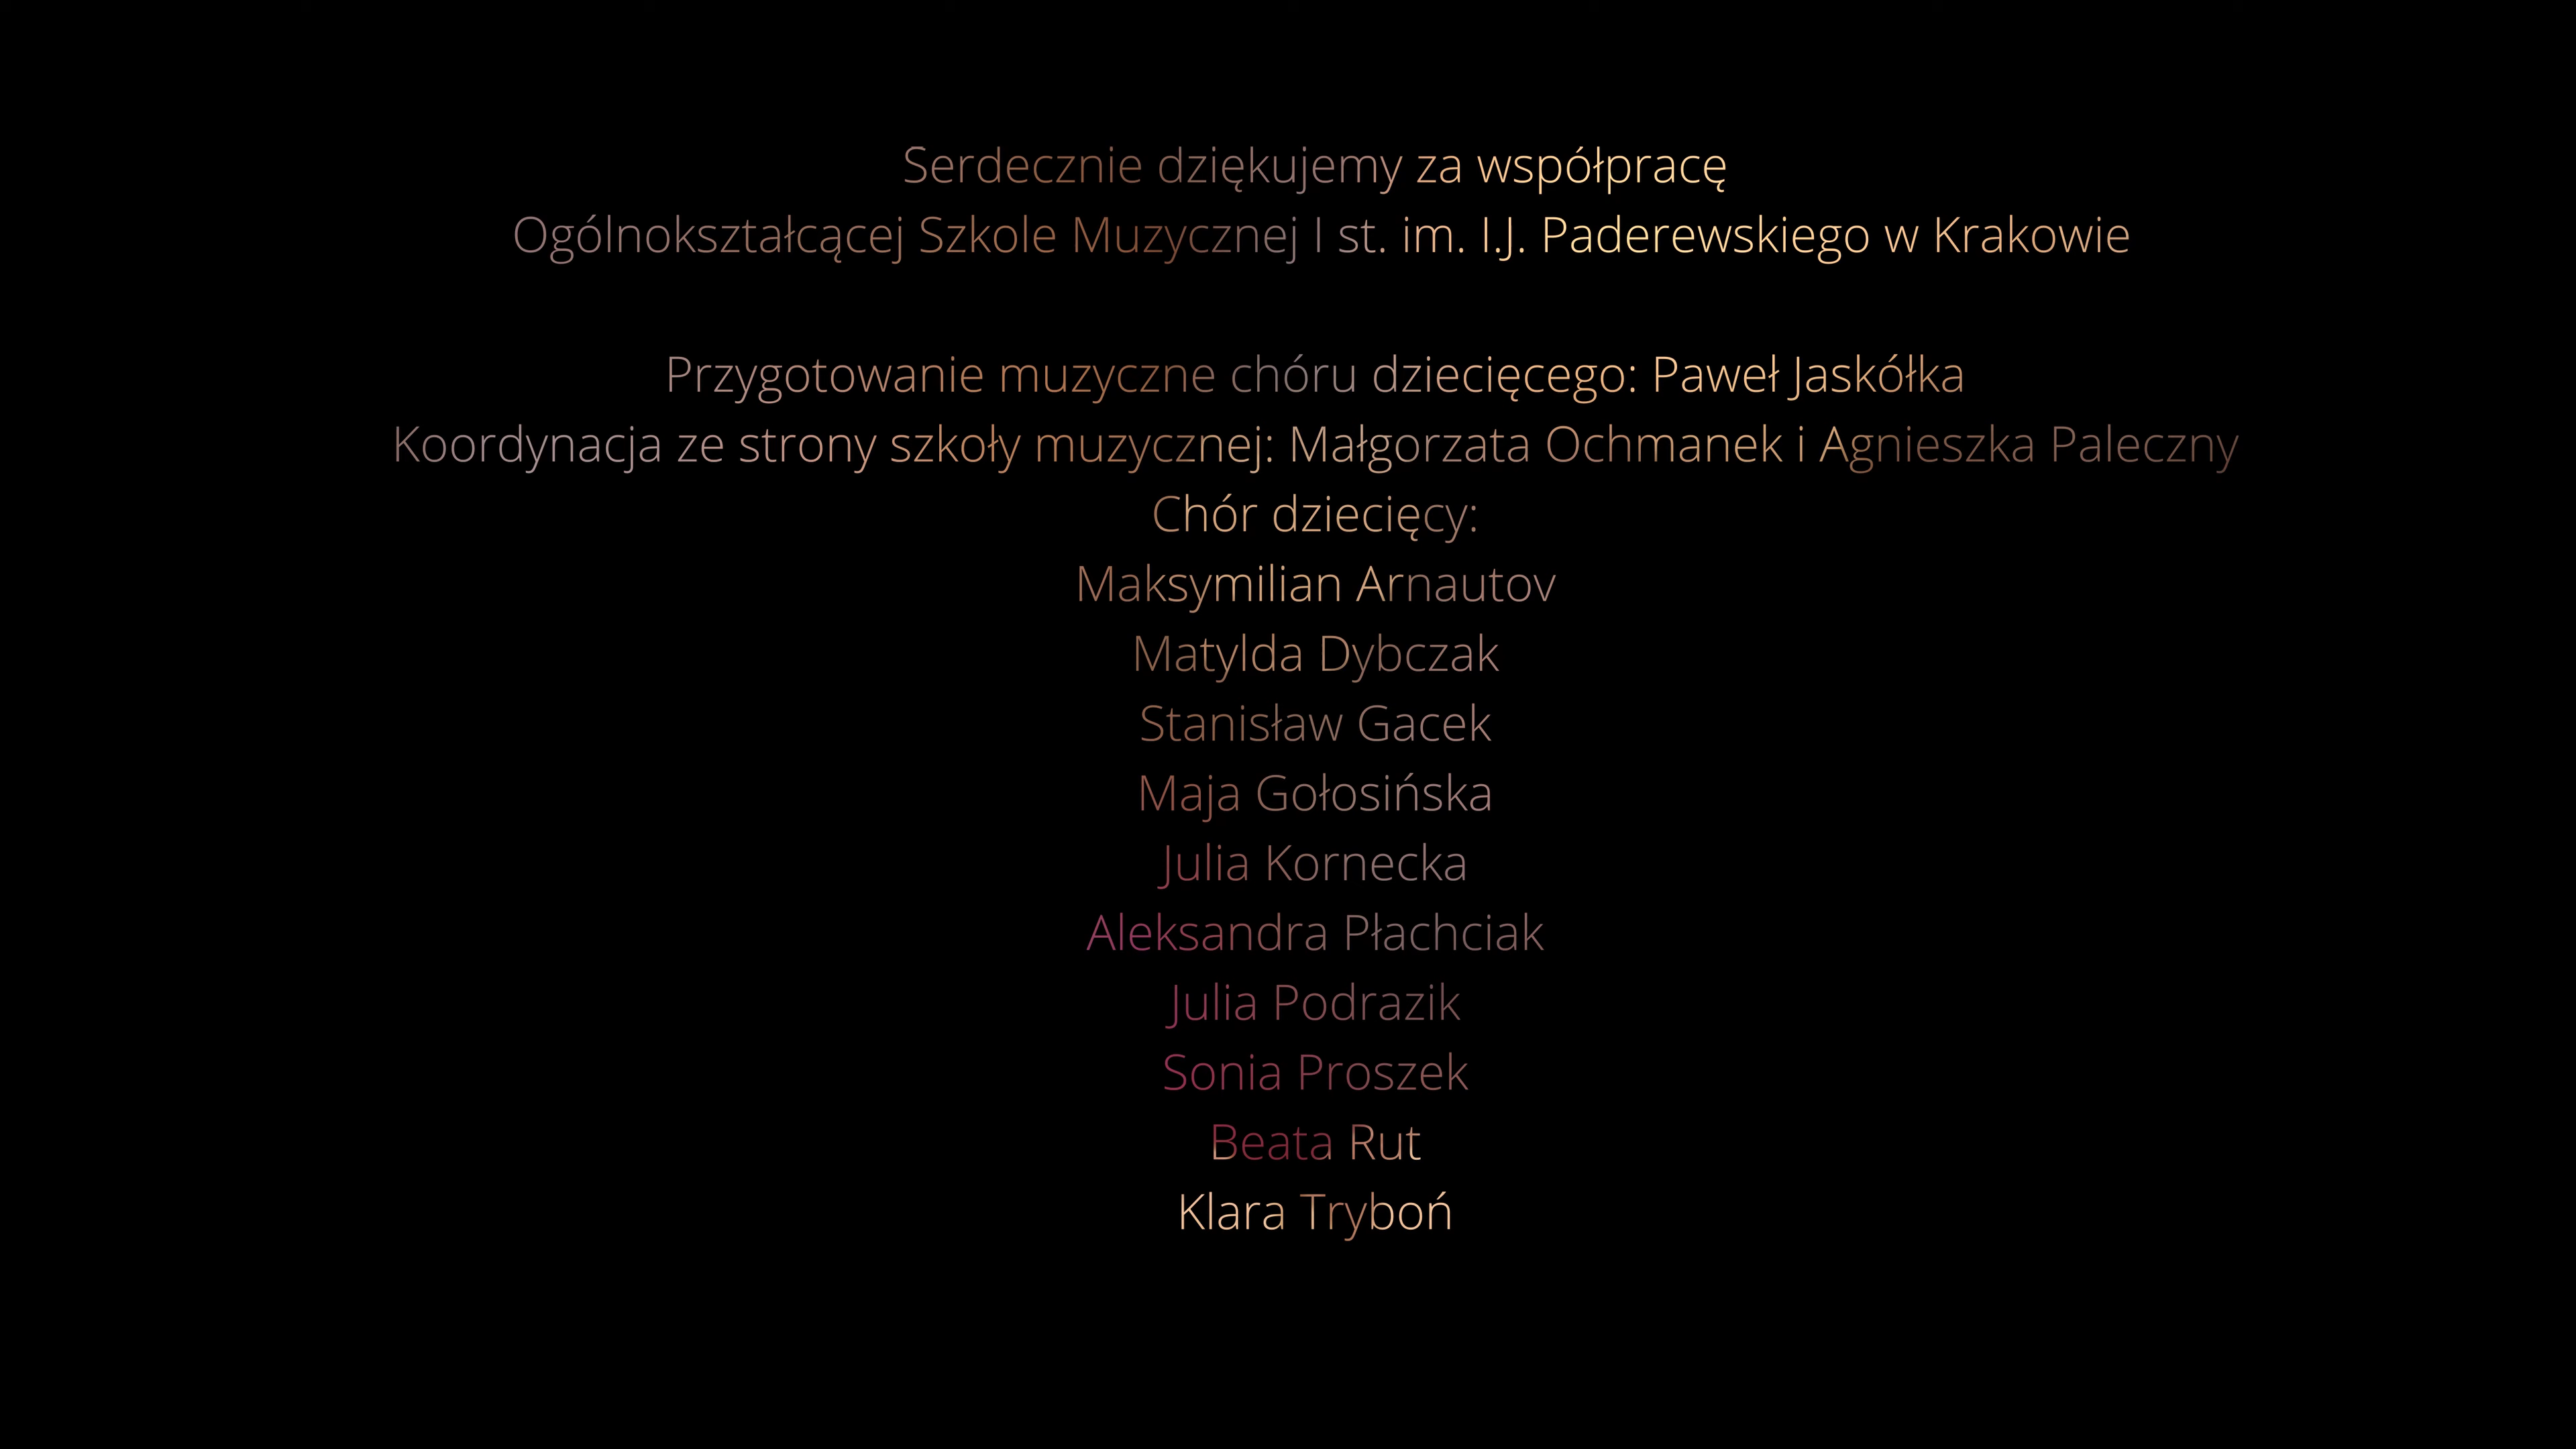 Serdecznie dziękujemy za współpracę
Ogólnokształcącej Szkole Muzycznej I st. im. I.J. Paderewskiego w Krakowie
Przygotowanie muzyczne chóru dziecięcego: Paweł Jaskółka
Koordynacja ze strony szkoły muzycznej: Małgorzata Ochmanek i Agnieszka Paleczny
Chór dziecięcy:
Maksymilian Arnautov
Matylda Dybczak
Stanisław Gacek
Maja Gołosińska
Julia Kornecka
Aleksandra Płachciak
Julia Podrazik
Sonia Proszek
Beata Rut
Klara Tryboń